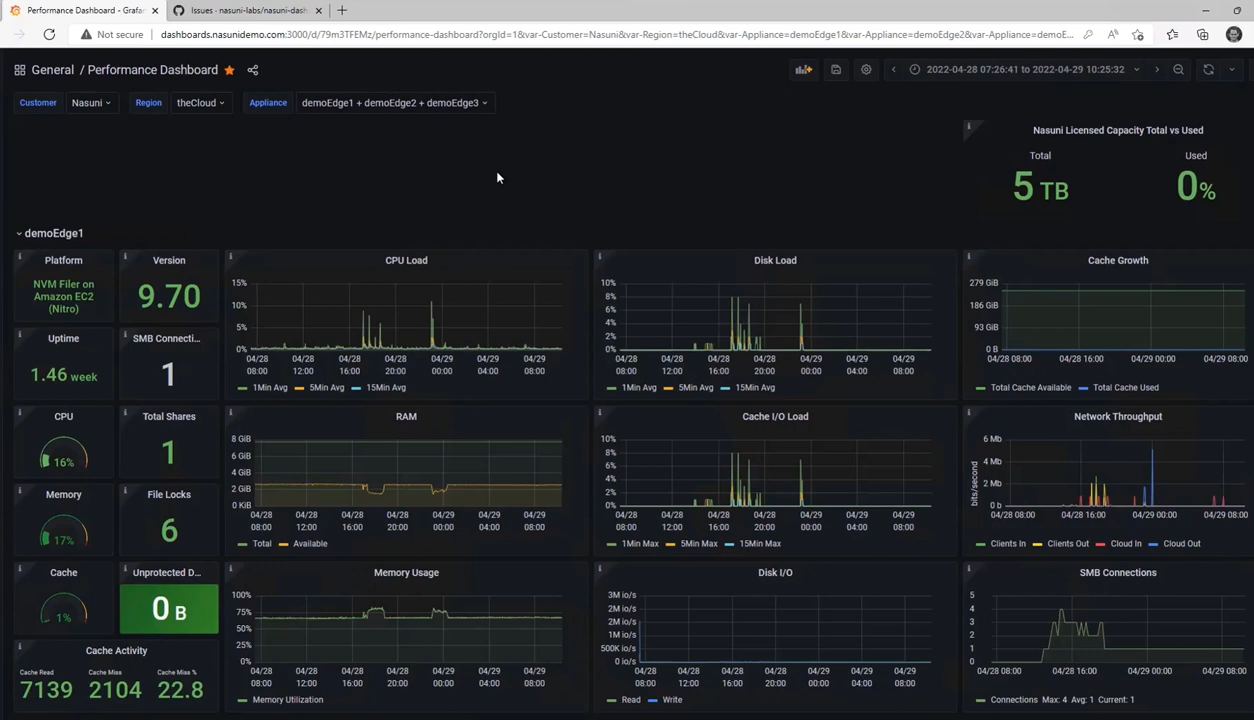 Performance Dashboard - Grafa
Issues · nasuni-labs/nasuni-dash
Not secure
dashboards.nasunidemo.com:3000/d/79m3TFEMz/performance-dashboard?orgId=1&var-Customer=Nasuni&var-Region=theCloud&var-Appliance=demoEdge1&var-Appliance=demoEdge2&var-Appliance=demoE...
General / Performance Dashboard
2022-04-28 07:26:41 to 2022-04-29 10:25:32
Customer Nasuni Region theCloud Appliance demoEdge1 + demoEdge2 + demoEdge3
Nasuni Licensed Capacity Total vs Used
Total Used
5 TB 0%
demoEdge1
Platform
NVM Filer on
Amazon EC2
(Nitro)
Version
9.70
Uptime
1.46 week
SMB Connecti...
1
CPU
16%
Total Shares
1
Memory
17%
File Locks
6
Cache
1%
Unprotected D...
0 B
Cache Activity
Cache Read Cache Miss Cache Miss %
7139 2104 22.8
CPU Load
15%
10%
5%
0%
04/28 04/28 04/28 04/28 04/29 04/29 04/29
08:00 12:00 16:00 20:00 00:00 04:00 08:00
1Min Avg 5Min Avg 15Min Avg
Disk Load
10%
8%
6%
4%
2%
0%
04/28 04/28 04/28 04/28 04/29 04/29 04/29
08:00 12:00 16:00 20:00 00:00 04:00 08:00
1Min Avg 5Min Avg 15Min Avg
Cache Growth
279 GiB
186 GiB
93 GiB
0 B
04/28 08:00 04/28 16:00 04/29 00:00 04/29 08:00
Total Cache Available Total Cache Used
RAM
8 GiB
6 GiB
4 GiB
2 GiB
0 KiB
04/28 04/28 04/28 04/28 04/29 04/29 04/29
08:00 12:00 16:00 20:00 00:00 04:00 08:00
Total Available
Cache I/O Load
10%
8%
6%
4%
2%
0%
04/28 04/28 04/28 04/28 04/29 04/29 04/29
08:00 12:00 16:00 20:00 00:00 04:00 08:00
1Min Max 5Min Max 15Min Max
Network Throughput
bits/second
6 Mb
4 Mb
2 Mb
0 b
04/28 08:00 04/28 16:00 04/29 00:00 04/29 08:00
Clients In Clients Out Cloud In Cloud Out
Memory Usage
100%
75%
50%
25%
0%
04/28 04/28 04/28 04/28 04/29 04/29 04/29
08:00 12:00 16:00 20:00 00:00 04:00 08:00
Memory Utilization
Disk I/O
3M io/s
2M io/s
2M io/s
1M io/s
500K io/s
0 io/s
04/28 04/28 04/28 04/28 04/29 04/29 04/29
08:00 12:00 16:00 20:00 00:00 04:00 08:00
Read Write
SMB Connections
5
4
3
2
1
0
04/28 08:00 04/28 16:00 04/29 00:00 04/29 08:00
Connections Max: 4 Avg: 1 Current: 1